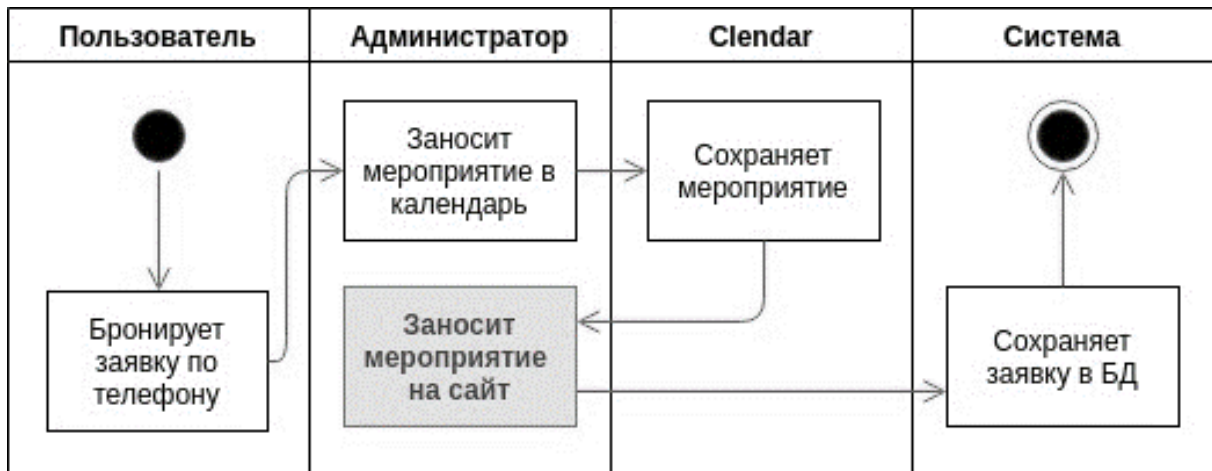 Пользователь
Администратор
Clendar
Система
Заносит
мероприятие в
календарь
Сохраняет
мероприятие
Бронирует
заявку по
телефону
Заносит
мероприятие
на сайт
Сохраняет
заявку в БД